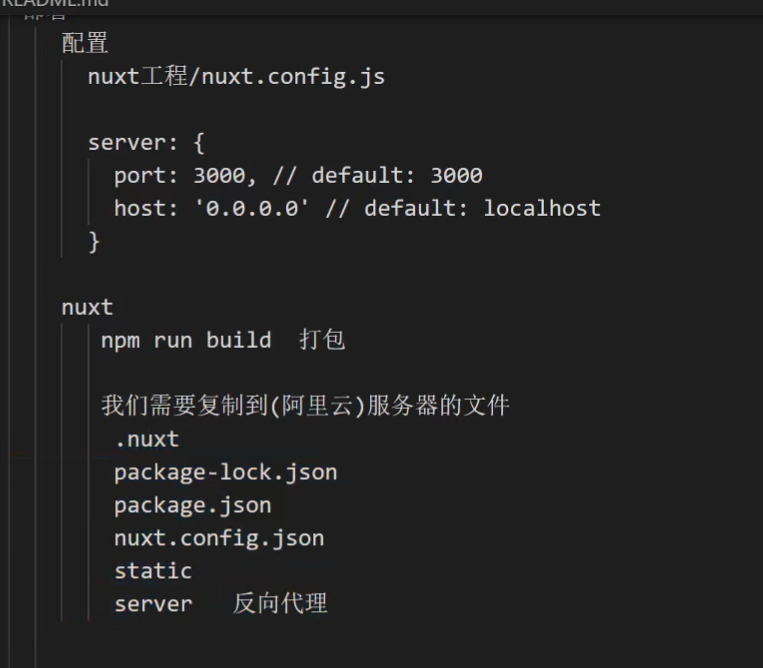 README.md
部署
配置
nuxt工程/nuxt.config.js
server: {
port: 3000, // default: 3000
host: '0.0.0.0' // default: localhost
}
nuxt
npm run build 打包
我们需要复制到(阿里云)服务器的文件
.nuxt
package-lock.json
package.json
nuxt.config.json
static
server 反向代理